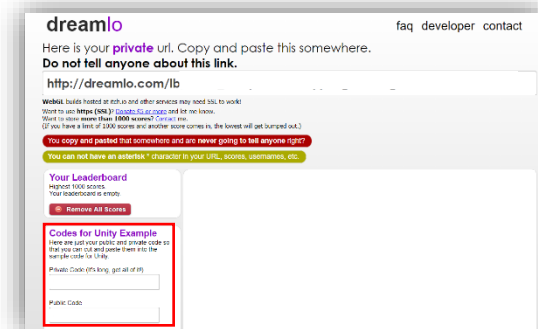 dreamlo
faq developer contact
Here is your private url. Copy and paste this somewhere.
Do not tell anyone about this link.
http://dreamlo.com/lb
WebGL builds hosted at itch.io and other services may need SSL to work!
Want to use https (SSL)? Donate £5 or more and let me know.
Want to store more than 1000 scores? Contact me.
(If you have a limit of 1000 scores and another score comes in, the lowest will get bumped out.)
You copy and pasted that somewhere and are never going to tell anyone right?
You can not have an asterisk * character in your URL, scores, usernames, etc.
Your Leaderboard
Highest 1000 scores
Your leaderboard is empty.
Remove All Scores
Codes for Unity Example
Here are just your public and private code so
that you can cut and paste them into the
sample code for Unity.
Private Code (it's long, get all of it!)
Public Code